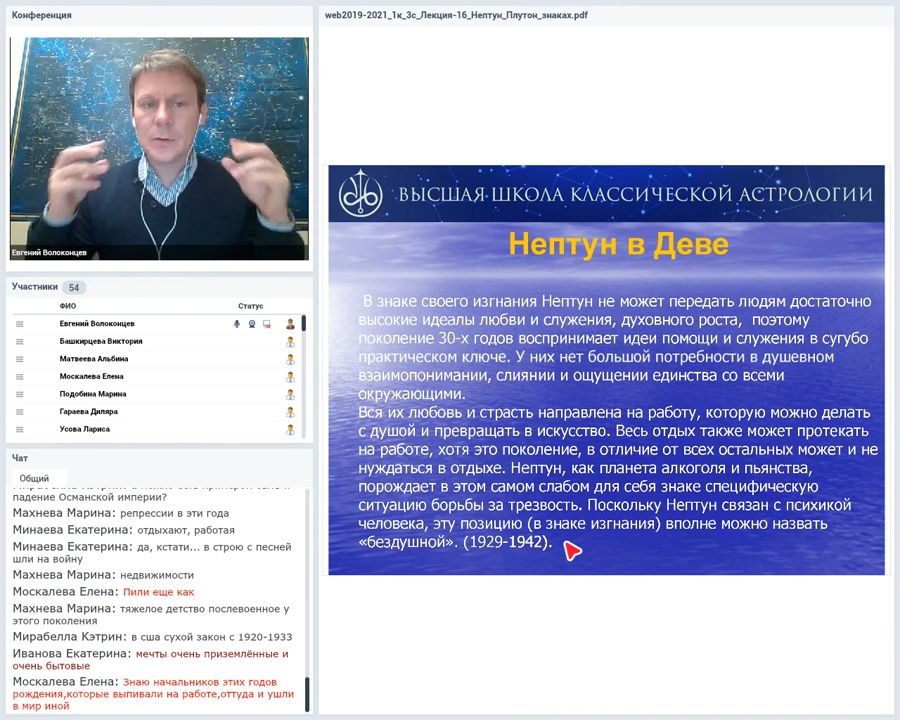 Конференция
Евгений Волоконцев
Участники 54
ФИО Статус
Евгений Волоконцев
Башкирцева Виктория
Матвеева Альбина
Москалева Елена
Подобина Марина
Гараева Диляра
Усова Лариса
Чат
Общий
падение Османской империи?
Махнева Марина: репрессии в эти года
Минаева Екатерина: отдыхают, работая
Минаева Екатерина: да, кстати... в строю с песней
шли на войну
Махнева Марина: недвижимости
Москалева Елена: Пили еще как
Махнева Марина: тяжелое детство послевоенное у
этого поколения
Мирабелла Кэтрин: в сша сухой закон с 1920-1933
Иванова Екатерина: мечты очень приземлённые и
очень бытовые
Москалева Елена: Знаю начальников этих годов
рождения,которые выпивали на работе,оттуда и ушли
в мир иной
web2019-2021_1к_3с_Лекция-16_Нептун_Плутон_знаках.pdf
ВЫСШАЯ ШКОЛА КЛАССИЧЕСКОЙ АСТРОЛОГИИ
Нептун в Деве
В знаке своего изгнания Нептун не может передать людям достаточно
высокие идеалы любви и служения, духовного роста, поэтому
поколение 30-х годов воспринимает идеи помощи и служения в сугубо
практическом ключе. У них нет большой потребности в душевном
взаимопонимании, слиянии и ощущении единства со всеми
окружающими.
Вся их любовь и страсть направлена на работу, которую можно делать
с душой и превращать в искусство. Весь отдых также может протекать
на работе, хотя это поколение, в отличие от всех остальных может и не
нуждаться в отдыхе. Нептун, как планета алкоголя и пьянства,
порождает в этом самом слабом для себя знаке специфическую
ситуацию борьбы за трезвость. Поскольку Нептун связан с психикой
человека, эту позицию (в знаке изгнания) вполне можно назвать
«бездушной». (1929-1942).